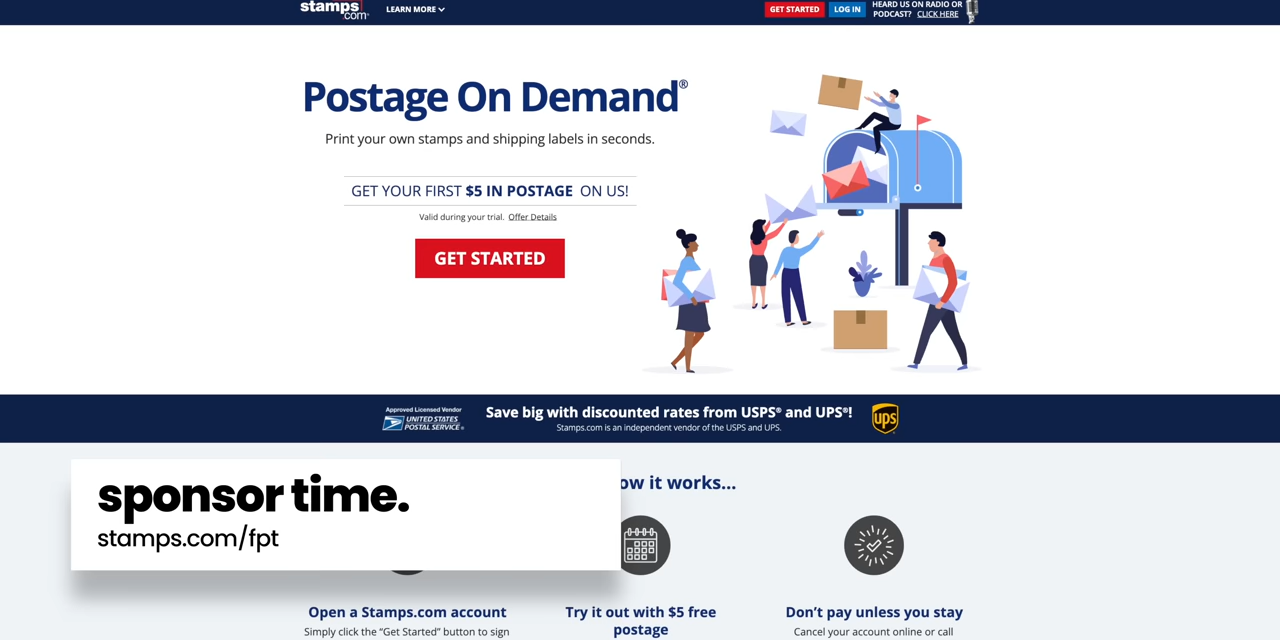 stamps
.com
LEARN MORE
GET STARTED
LOG IN
HEARD US ON RADIO OR
PODCAST? CLICK HERE
Postage On Demand®
Print your own stamps and shipping labels in seconds.
GET YOUR FIRST $5 IN POSTAGE ON US!
Valid during your trial. Offer Details
GET STARTED
Approved Licensed Vendor
UNITED STATES
POSTAL SERVICE®
Save big with discounted rates from USPS® and UPS®!
Stamps.com is an independent vendor of the USPS and UPS.
ups
ow it works...
sponsor time.
stamps.com/fpt
Open a Stamps.com account
Simply click the “Get Started” button to sign
Try it out with $5 free
postage
Don’t pay unless you stay
Cancel your account online or call